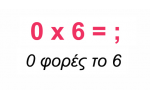 0 x 6 = ;
0 φορές το 6